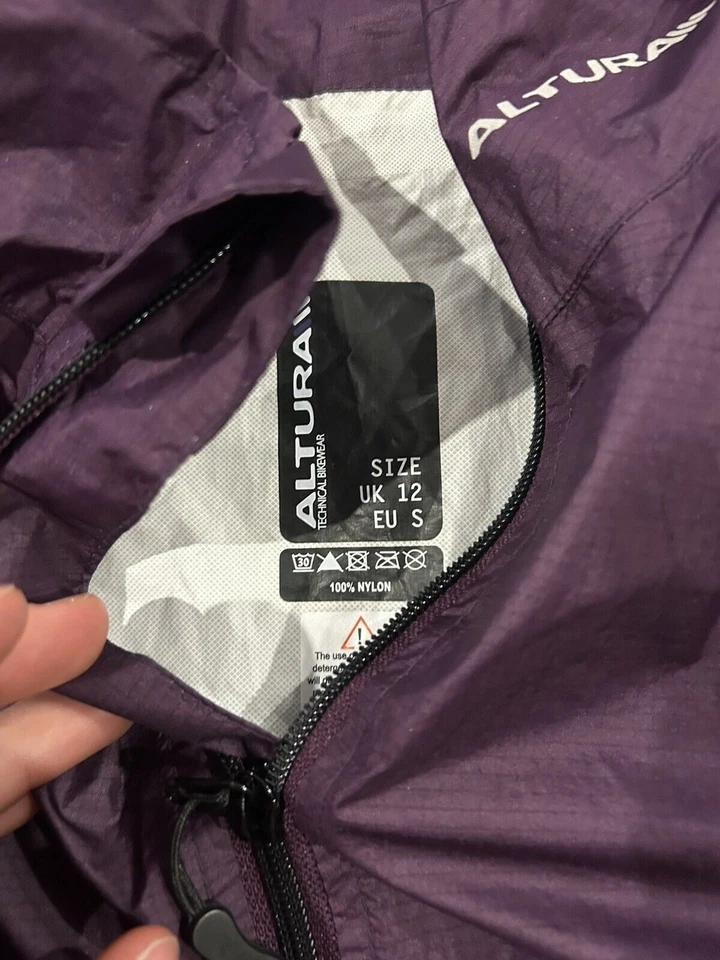 ALTURA
ALTURA
TECHNICAL BIKEWEAR
SIZE
UK 12
EU S
30
100% NYLON
The use